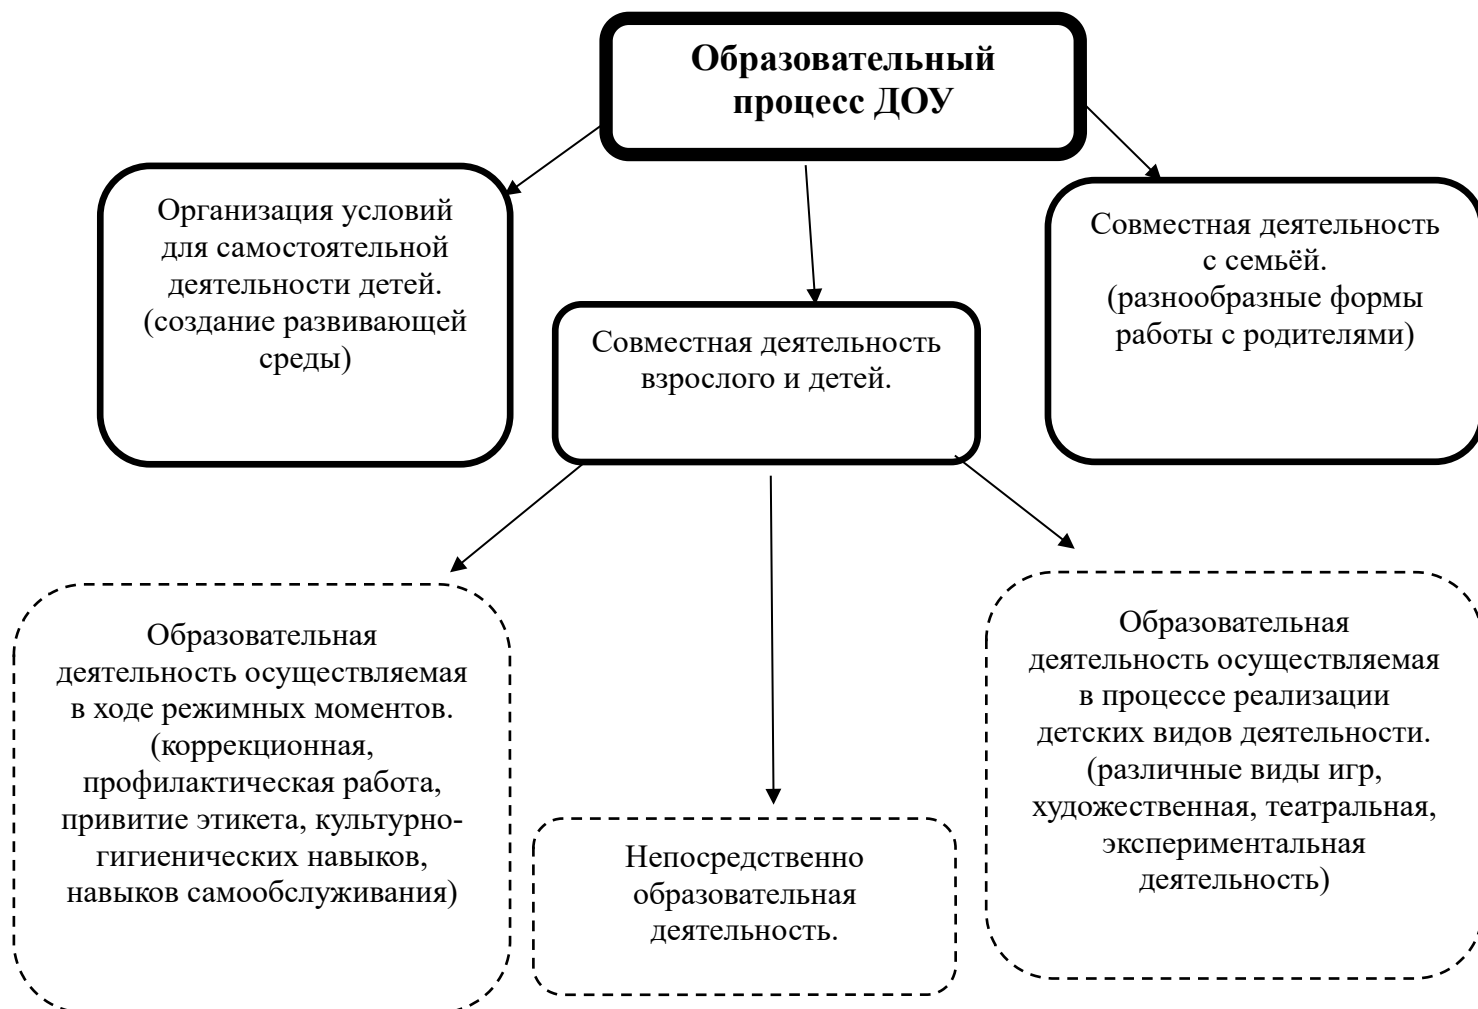 Образовательный
процесс ДОУ
Организация условий
для самостоятельной
деятельности детей.
(создание развивающей
среды)
Совместная деятельность
взрослого и детей.
Совместная деятельность
с семьёй.
(разнообразные формы
работы с родителями)
Образовательная
деятельность осуществляемая
в ходе режимных моментов.
(коррекционная,
профилактическая работа,
привитие этикета, культурно-
гигиенических навыков,
навыков самообслуживания)
Непосредственно
образовательная
деятельность.
Образовательная
деятельность осуществляемая
в процессе реализации
детских видов деятельности.
(различные виды игр,
художественная, театральная,
экспериментальная
деятельность)